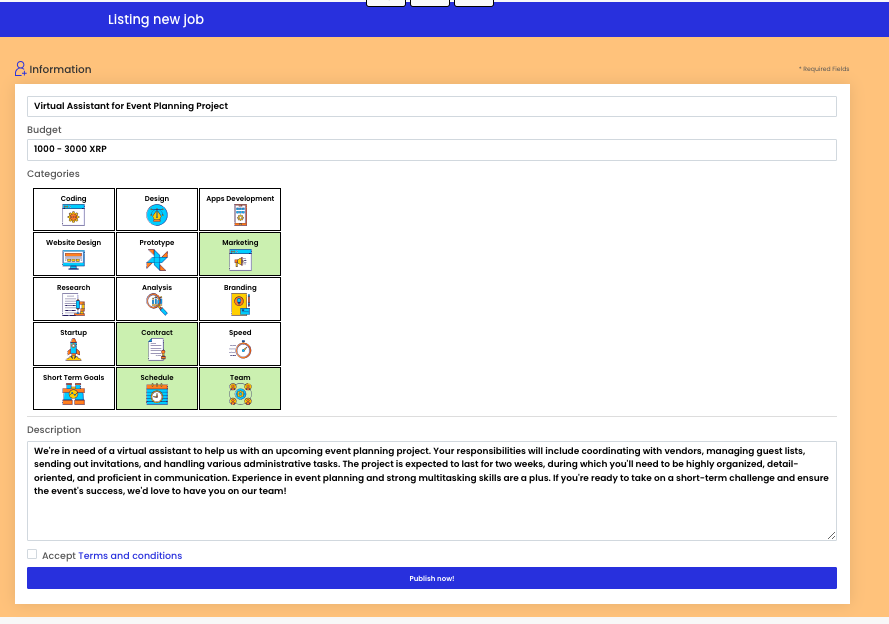 Listing new job
Information
* Required Fields
Virtual Assistant for Event Planning Project
Budget
1000 - 3000 XRP
Categories
Coding Design Apps Development
Website Design Prototype Marketing
Research Analysis Branding
Startup Contract Speed
Short Term Goals Schedule Team
Description
We're in need of a virtual assistant to help us with an upcoming event planning project. Your responsibilities will include coordinating with vendors, managing guest lists,
sending out invitations, and handling various administrative tasks. The project is expected to last for two weeks, during which you'll need to be highly organized, detail-
oriented, and proficient in communication. Experience in event planning and strong multitasking skills are a plus. If you're ready to take on a short-term challenge and ensure
the event's success, we'd love to have you on our team!
Accept Terms and conditions
Publish now!